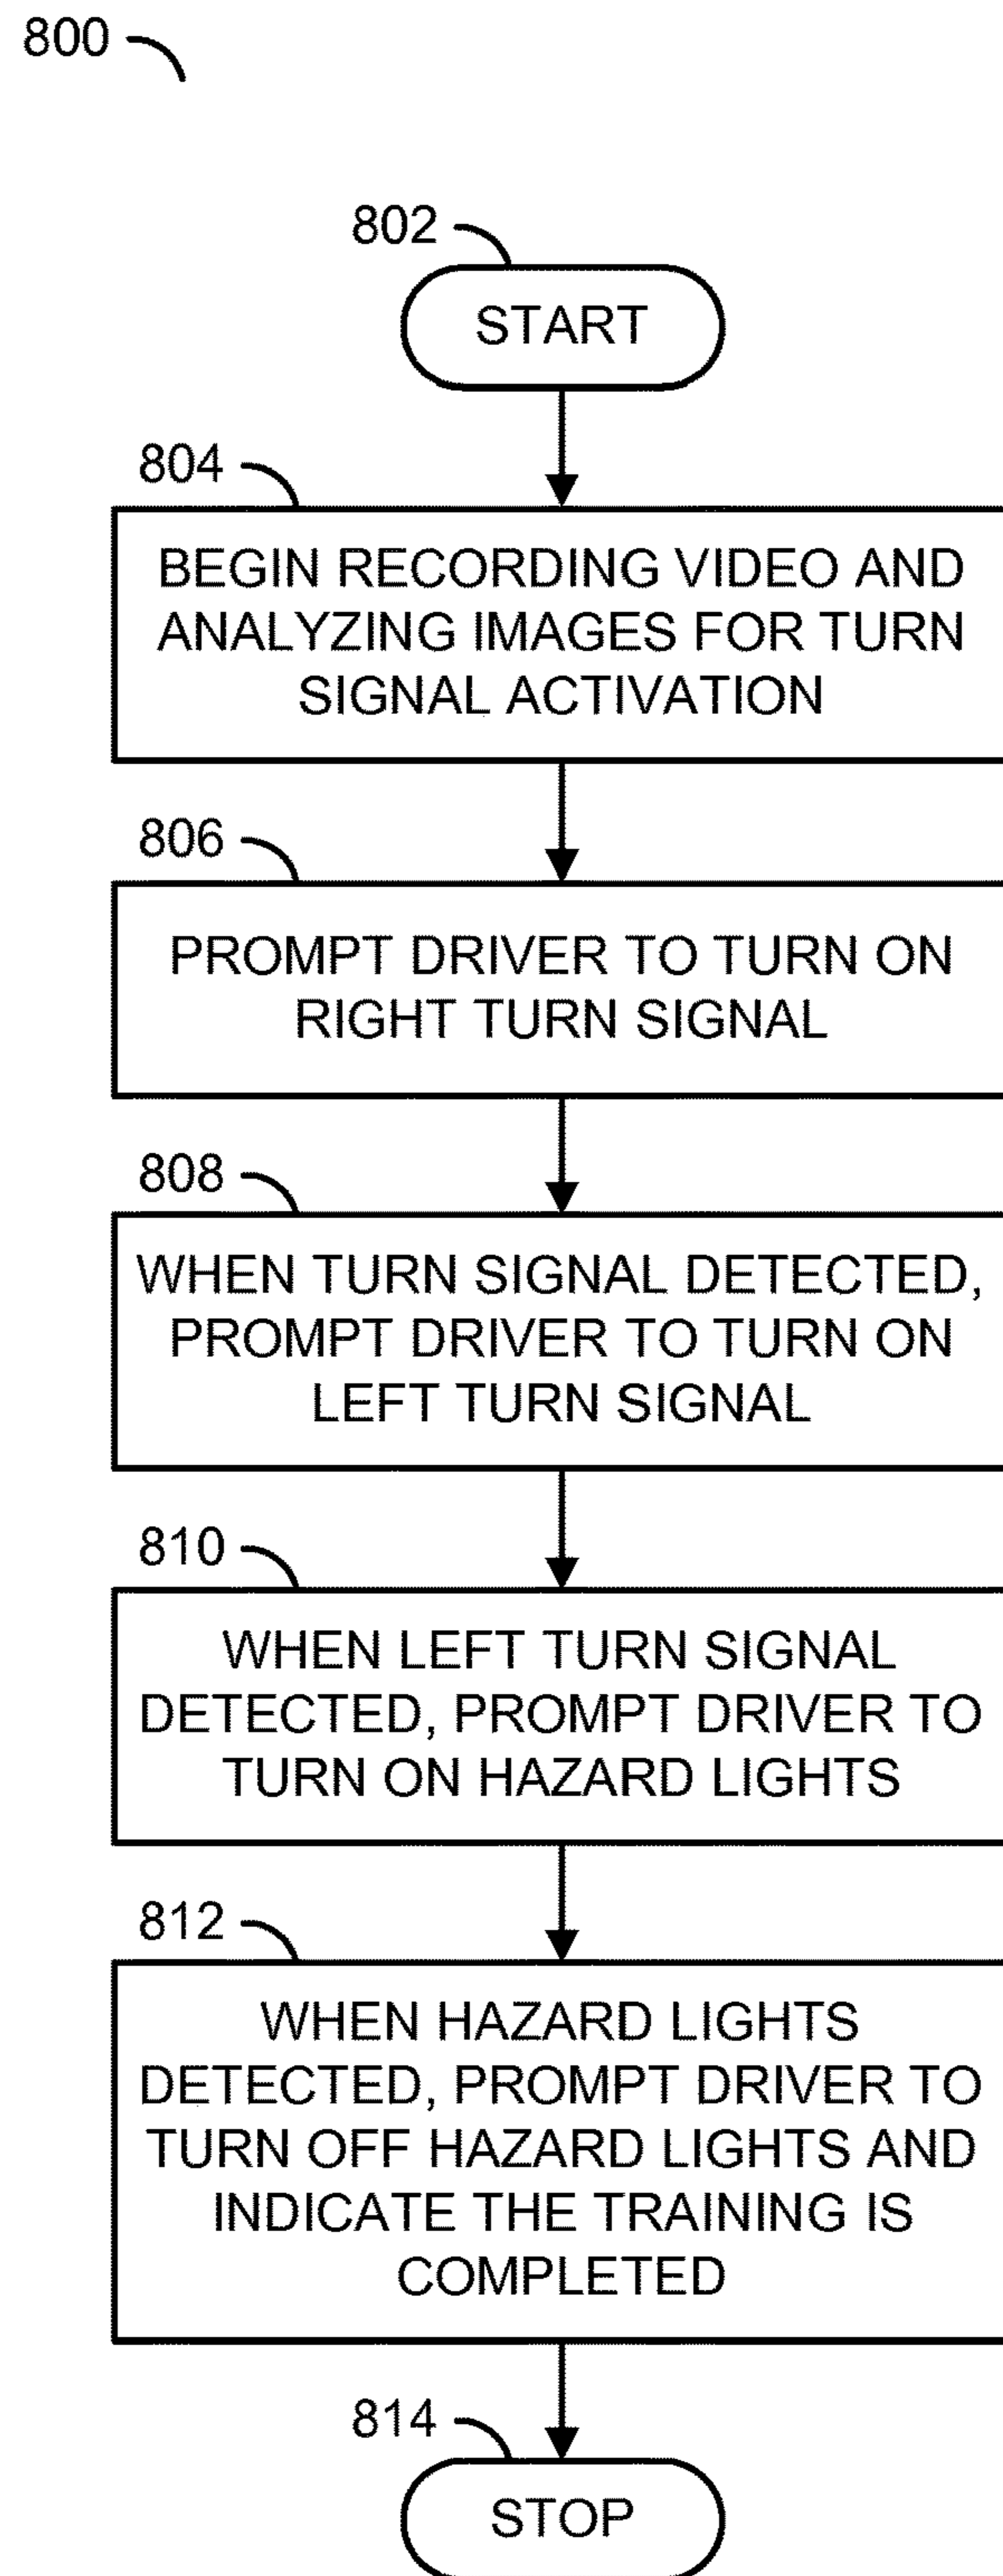 800
802
START
804
BEGIN RECORDING VIDEO AND
ANALYZING IMAGES FOR TURN
SIGNAL ACTIVATION
806
PROMPT DRIVER TO TURN ON
RIGHT TURN SIGNAL
808
WHEN TURN SIGNAL DETECTED,
PROMPT DRIVER TO TURN ON
LEFT TURN SIGNAL
810
WHEN LEFT TURN SIGNAL
DETECTED, PROMPT DRIVER TO
TURN ON HAZARD LIGHTS
812
WHEN HAZARD LIGHTS
DETECTED, PROMPT DRIVER TO
TURN OFF HAZARD LIGHTS AND
INDICATE THE TRAINING IS
COMPLETED
814
STOP